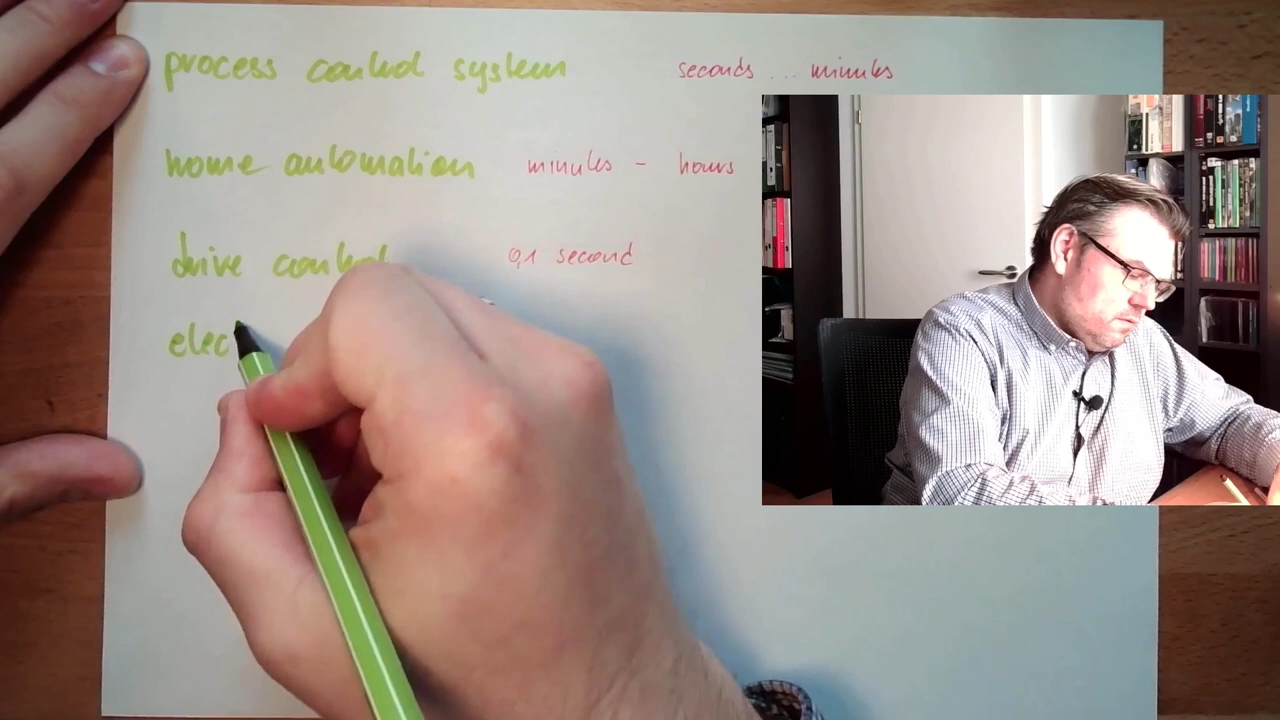 process control system seconds ... minutes
home automation minutes - hours
drive control 0,1 second
elec